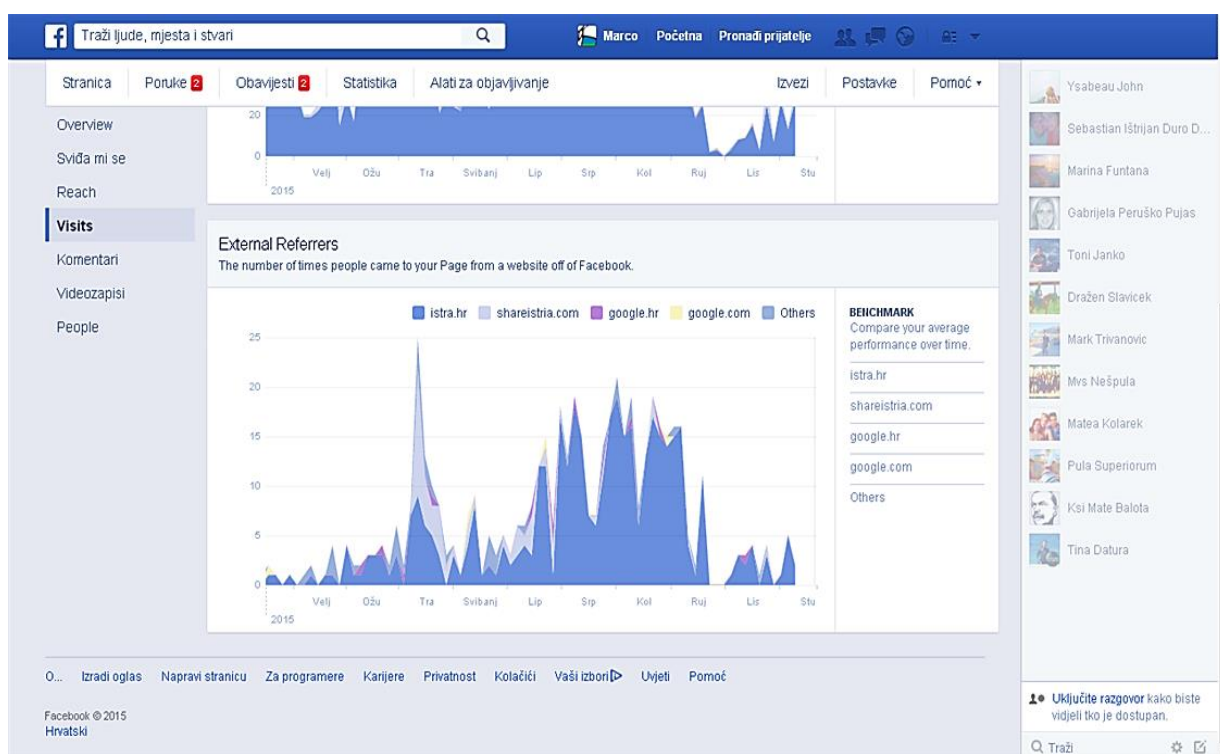 f Traži ljude, mjesta i stvari Marco Početna Pronađi prijatelje
Stranica Poruke 2 Obavijesti 2 Statistika Alati za objavljivanje Izvezi Postavke Pomoć
Overview
Sviđa mi se
Reach
Visits
Komentari
Videozapisi
People
20
0
Velj Ožu Tra Svibanj Lip Srp Kol Ruj Lis Stu
2015
External Referrers
The number of times people came to your Page from a website off of Facebook.
istra.hr shareistria.com google.hr google.com Others
25
20
15
10
5
0
Velj Ožu Tra Svibanj Lip Srp Kol Ruj Lis Stu
2015
BENCHMARK
Compare your average
performance over time.
istra.hr
shareistria.com
google.hr
google.com
Others
O... Izradi oglas Napravi stranicu Za programere Karijere Privatnost Kolačići Vaši izbori Uvjeti Pomoć
Facebook © 2015
Hrvatski
Ysabeau John
Sebastian Ištrijan Duro D...
Marina Funtana
Gabrijela Peruško Pujas
Toni Janko
Dražen Slavicek
Mark Trivanovic
Mvs Nešpula
Matea Kolarek
Pula Superiorum
Ksi Mate Balota
Tina Datura
Uključite razgovor kako biste
vidjeli tko je dostupan.
Traži